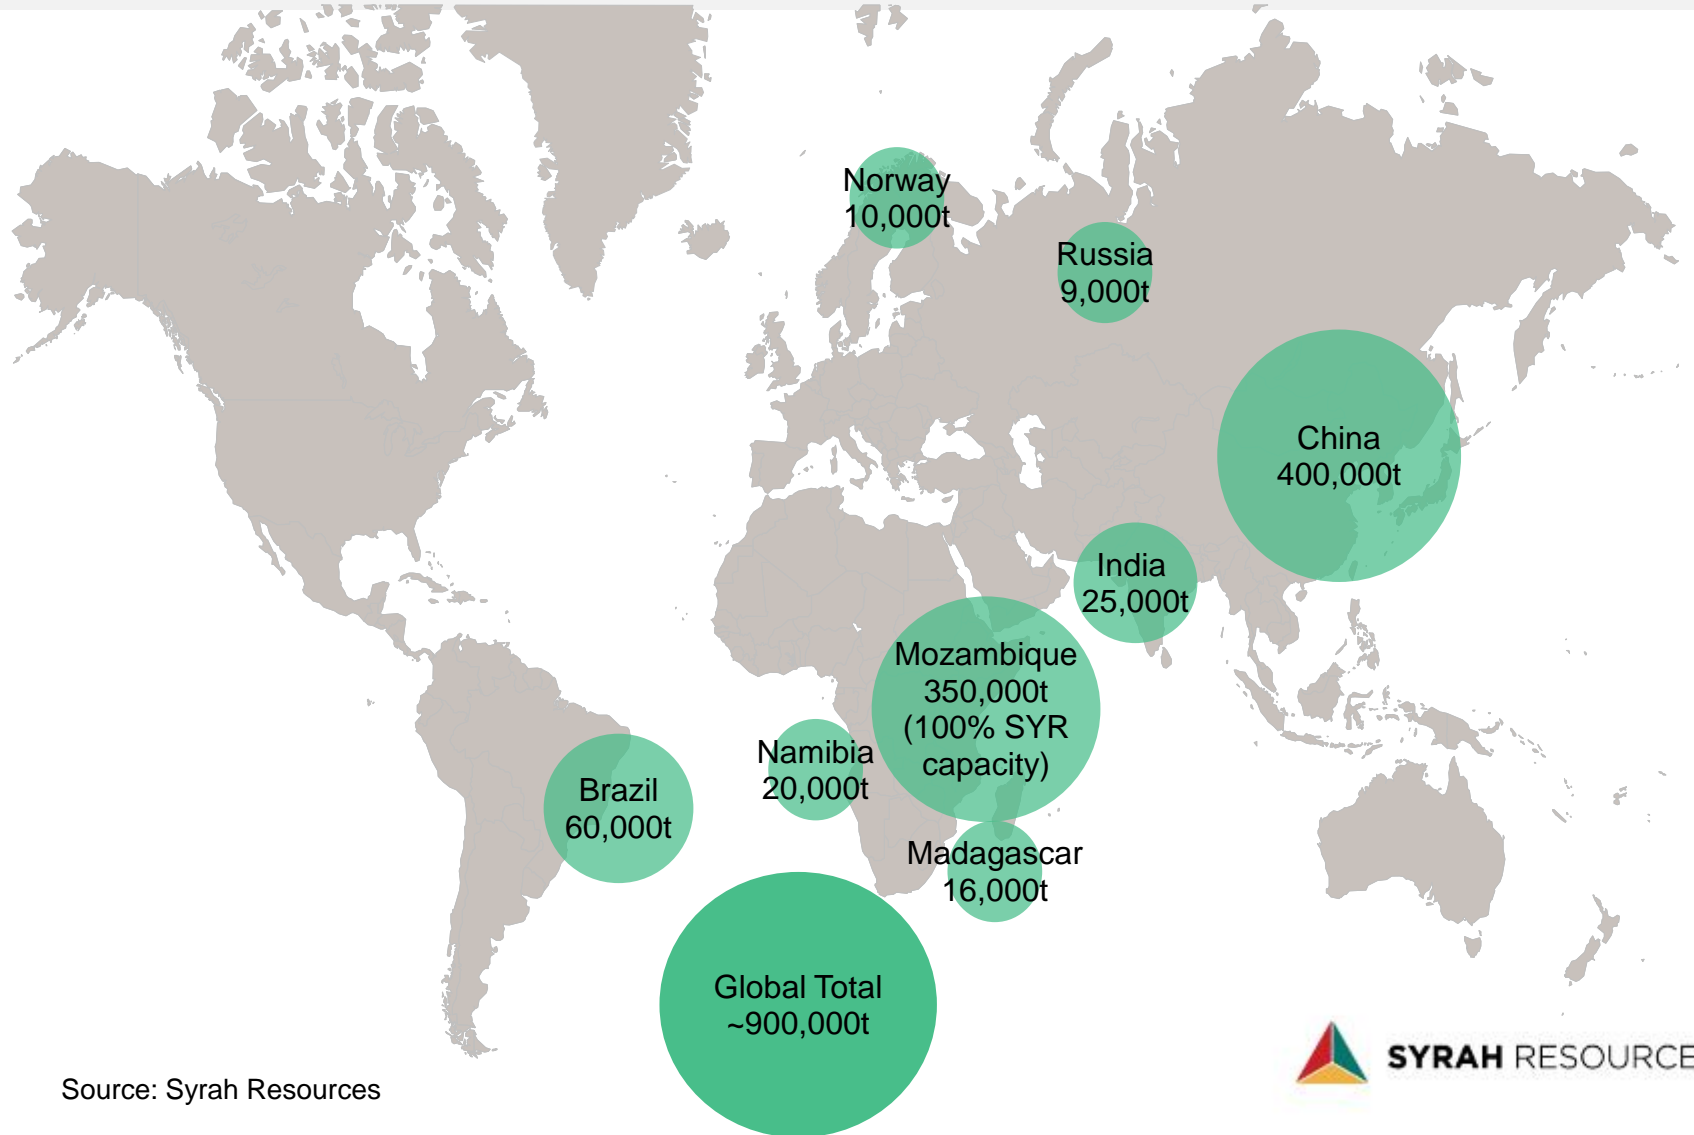 Norway
10,000t
Russia
9,000t
China
400,000t
India
25,000t
Mozambique
350,000t
(100% SYR
capacity)
Namibia
20,000t
Brazil
60,000t
Madagascar
16,000t
Global Total
~900,000t
SYRAH RESOURCE
Source: Syrah Resources